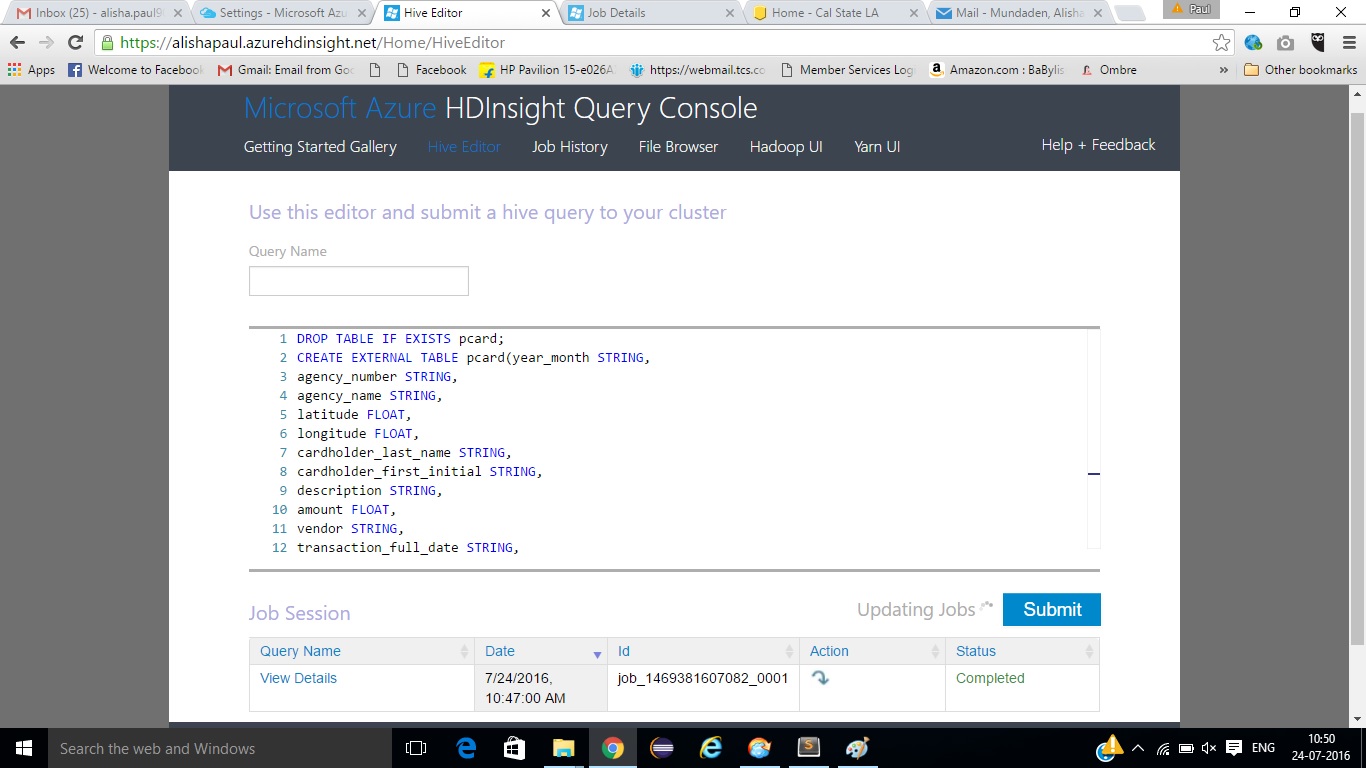 Inbox (25) - alisha.paul9
Settings - Microsoft Azu
Hive Editor
Job Details
Home - Cal State LA
Mail - Mundaden, Alisha
Paul
https://alishapaul.azurehdinsight.net/Home/HiveEditor
Apps
Welcome to Facebook
Gmail: Email from Goo
Facebook
HP Pavilion 15-e026A
https://webmail.tcs.co
Member Services Log
Amazon.com : BaByliss
Ombre
»
Other bookmarks
Microsoft Azure HDInsight Query Console
Getting Started Gallery
Hive Editor
Job History
File Browser
Hadoop UI
Yarn UI
Help + Feedback
Use this editor and submit a hive query to your cluster
Query Name
1 DROP TABLE IF EXISTS pcard;
2 CREATE EXTERNAL TABLE pcard(year_month STRING,
3 agency_number STRING,
4 agency_name STRING,
5 latitude FLOAT,
6 longitude FLOAT,
7 cardholder_last_name STRING,
8 cardholder_first_initial STRING,
9 description STRING,
10 amount FLOAT,
11 vendor STRING,
12 transaction_full_date STRING,
Job Session
Updating Jobs
Submit
Query Name
Date
Id
Action
Status
View Details
7/24/2016,
10:47:00 AM
job_1469381607082_0001
Completed
Search the web and Windows
ENG
10:50
24-07-2016